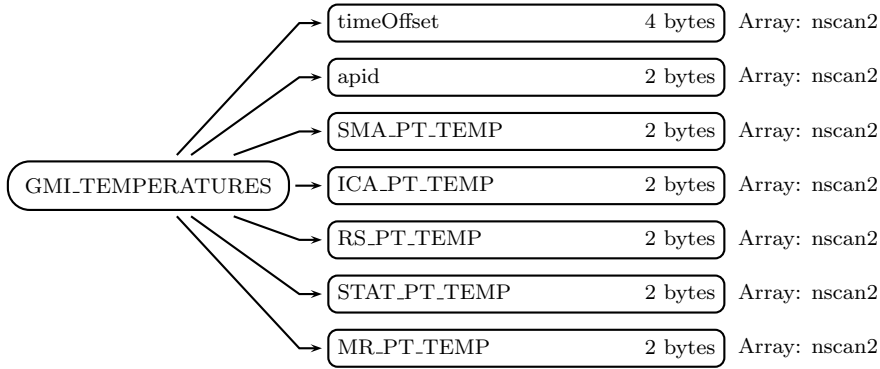 timeOffset 4 bytes Array: nscan2
apid 2 bytes Array: nscan2
SMA_PT_TEMP 2 bytes Array: nscan2
GMI_TEMPERATURES ICA_PT_TEMP 2 bytes Array: nscan2
RS_PT_TEMP 2 bytes Array: nscan2
STAT_PT_TEMP 2 bytes Array: nscan2
MR_PT_TEMP 2 bytes Array: nscan2